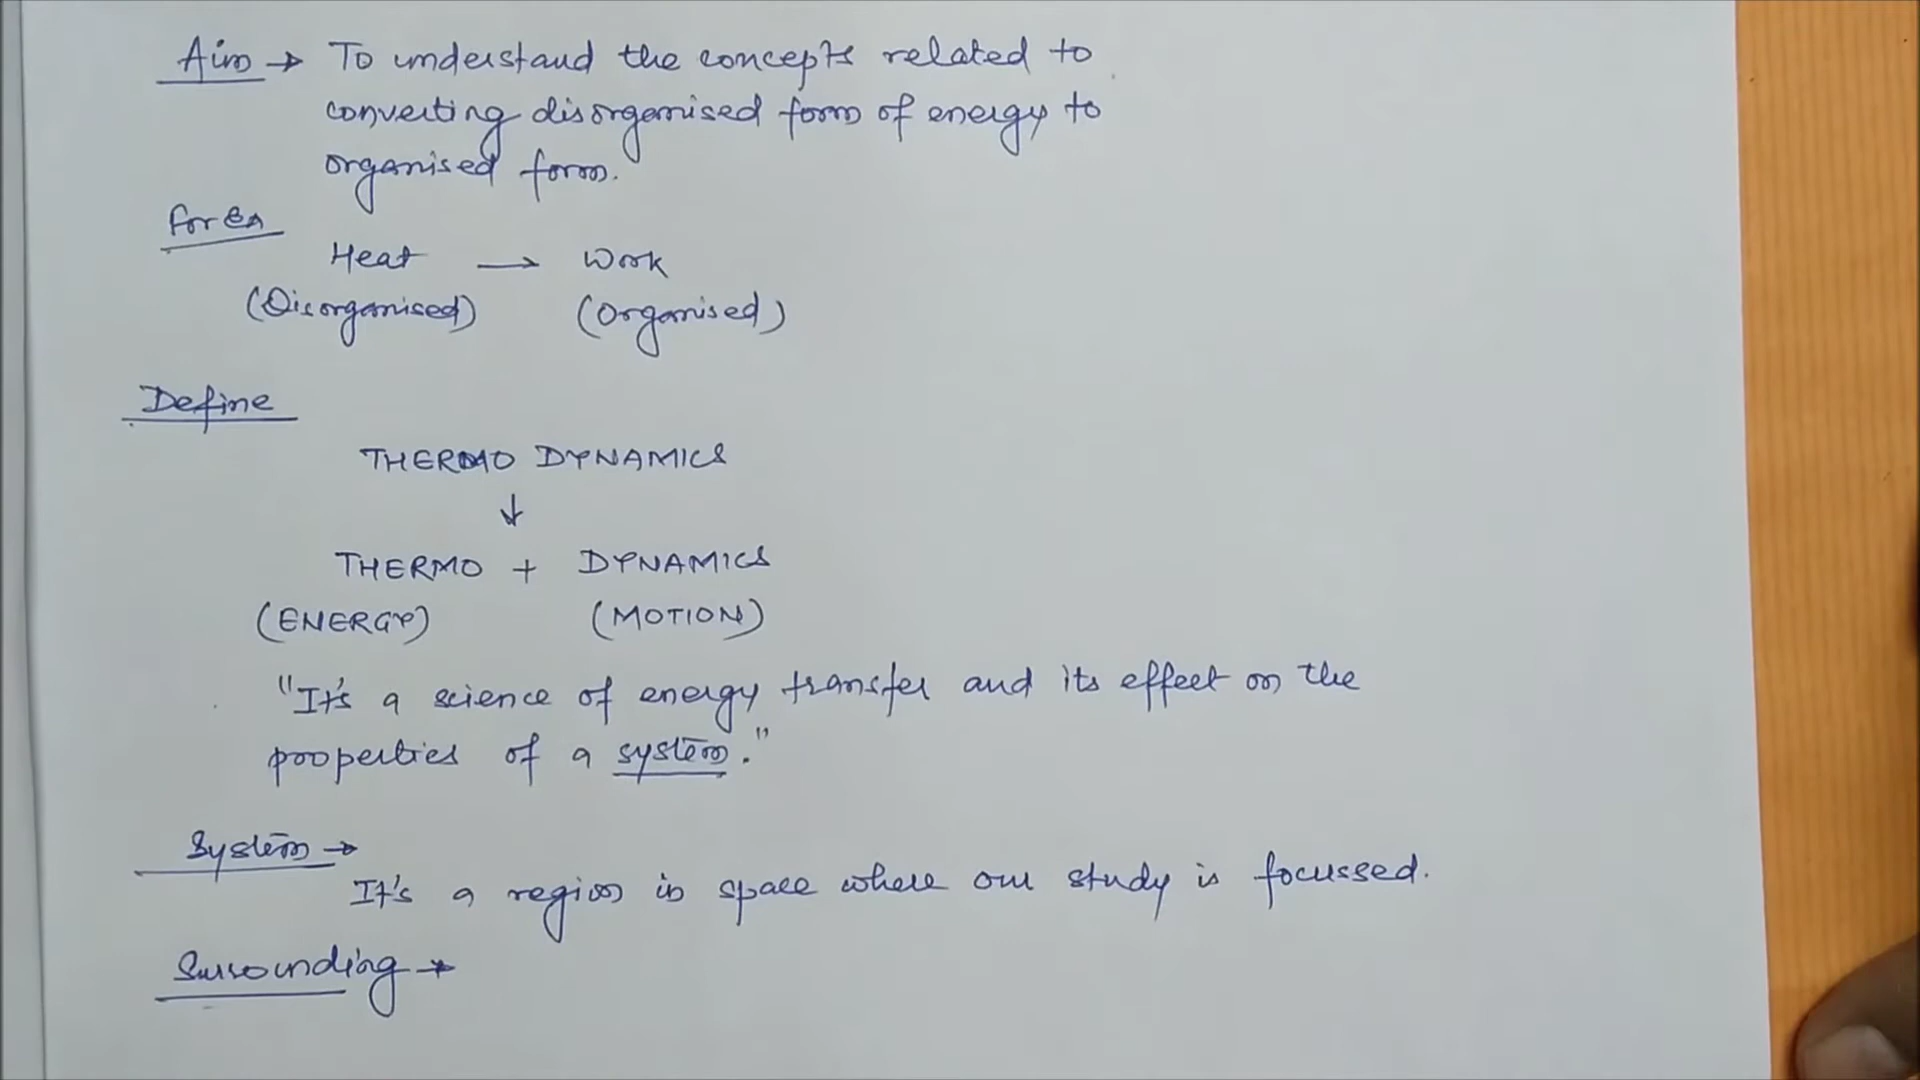 Aim → To understand the concepts related to
converting disorganised form of energy to
organised form.
For Ex
Heat → Work
(Disorganised) (Organised)
Define
THERMO DYNAMICS
↓
THERMO + DYNAMICS
(ENERGY) (MOTION)
"It's a science of energy transfer and its effect on the
properties of a system."
System →
It's a region in space where our study is focussed.
Surrounding →